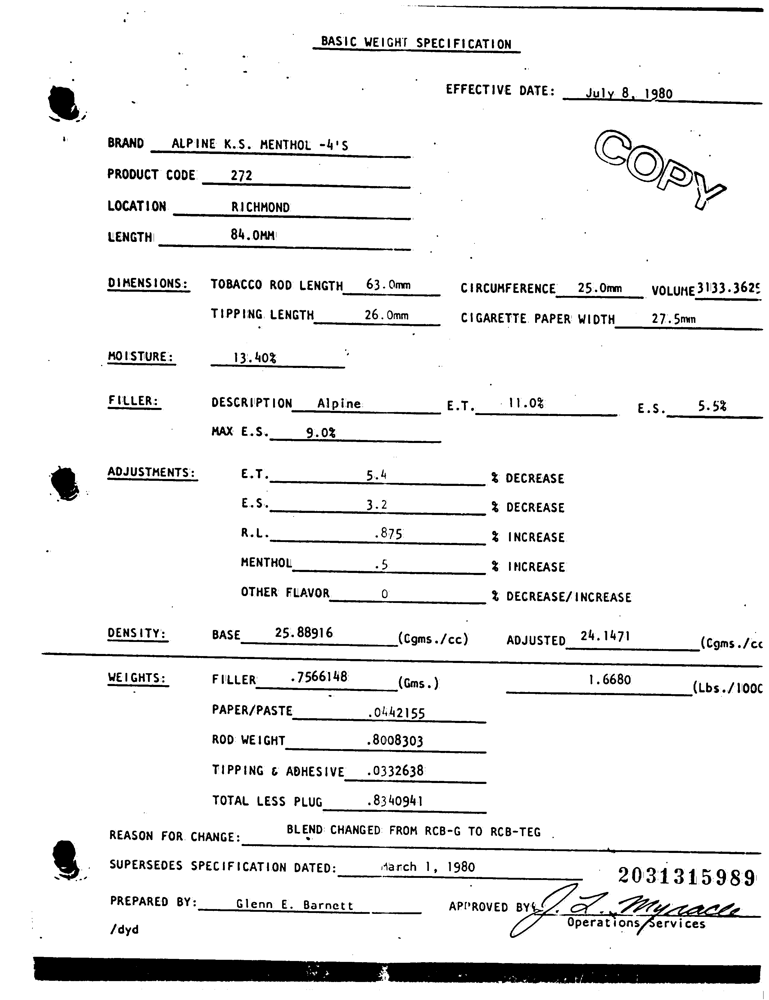 BASIC WEIGHT SPECIFICATION
EFFECTIVE DATE: July 8, 1980
COPY
BRAND ALPINE K.S. MENTHOL -4'S
PRODUCT CODE 272
LOCATION RICHMOND
LENGTH 84.0MM
DIMENSIONS: TOBACCO ROD LENGTH 63.0mm CIRCUMFERENCE 25.0mm VOLUME 3133.3625
TIPPING LENGTH 26.0mm CIGARETTE PAPER WIDTH 27.5mm
MOISTURE: 13.40%
FILLER: DESCRIPTION Alpine E.T. 11.0% E.S. 5.5%
MAX E.S. 9.0%
ADJUSTMENTS: E.T. 5.4 % DECREASE
E.S. 3.2 % DECREASE
R.L. .875 % INCREASE
MENTHOL .5 % INCREASE
OTHER FLAVOR 0 % DECREASE/INCREASE
DENSITY: BASE 25.88916 (Cgms./cc) ADJUSTED 24.1471 (Cgms./cc
WEIGHTS: FILLER .7566148 (Gms.) 1.6680 (Lbs./1000
PAPER/PASTE .0442155
ROD WEIGHT .8008303
TIPPING & ADHESIVE .0332638
TOTAL LESS PLUG .8340941
REASON FOR CHANGE: BLEND CHANGED FROM RCB-G TO RCB-TEG
SUPERSEDES SPECIFICATION DATED: March 1, 1980
2031315989
PREPARED BY: Glenn E. Barnett APPROVED BY: J. L. Myracle
Operations Services
/dyd